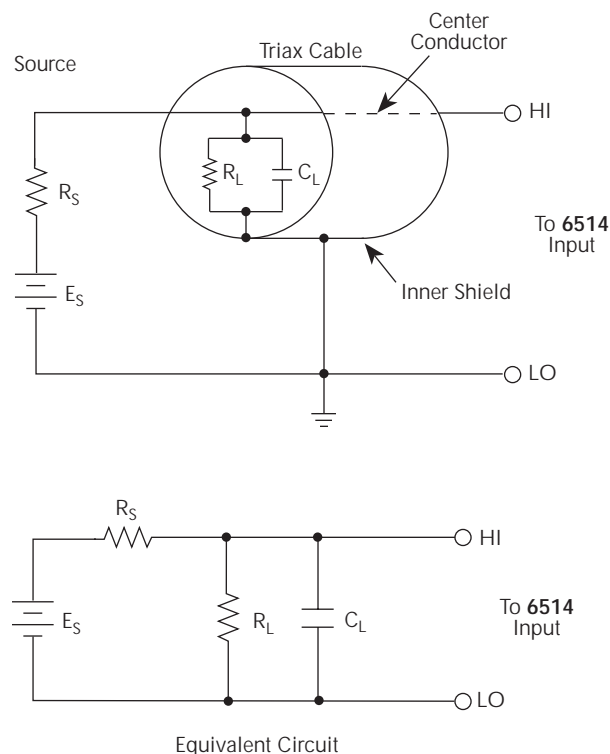 Center
Conductor
Triax Cable
Source
HI
R_L
C_L
R_S
To 6514
Input
E_S
Inner Shield
LO
R_S
HI
To 6514
Input
E_S
R_L
C_L
LO
Equivalent Circuit